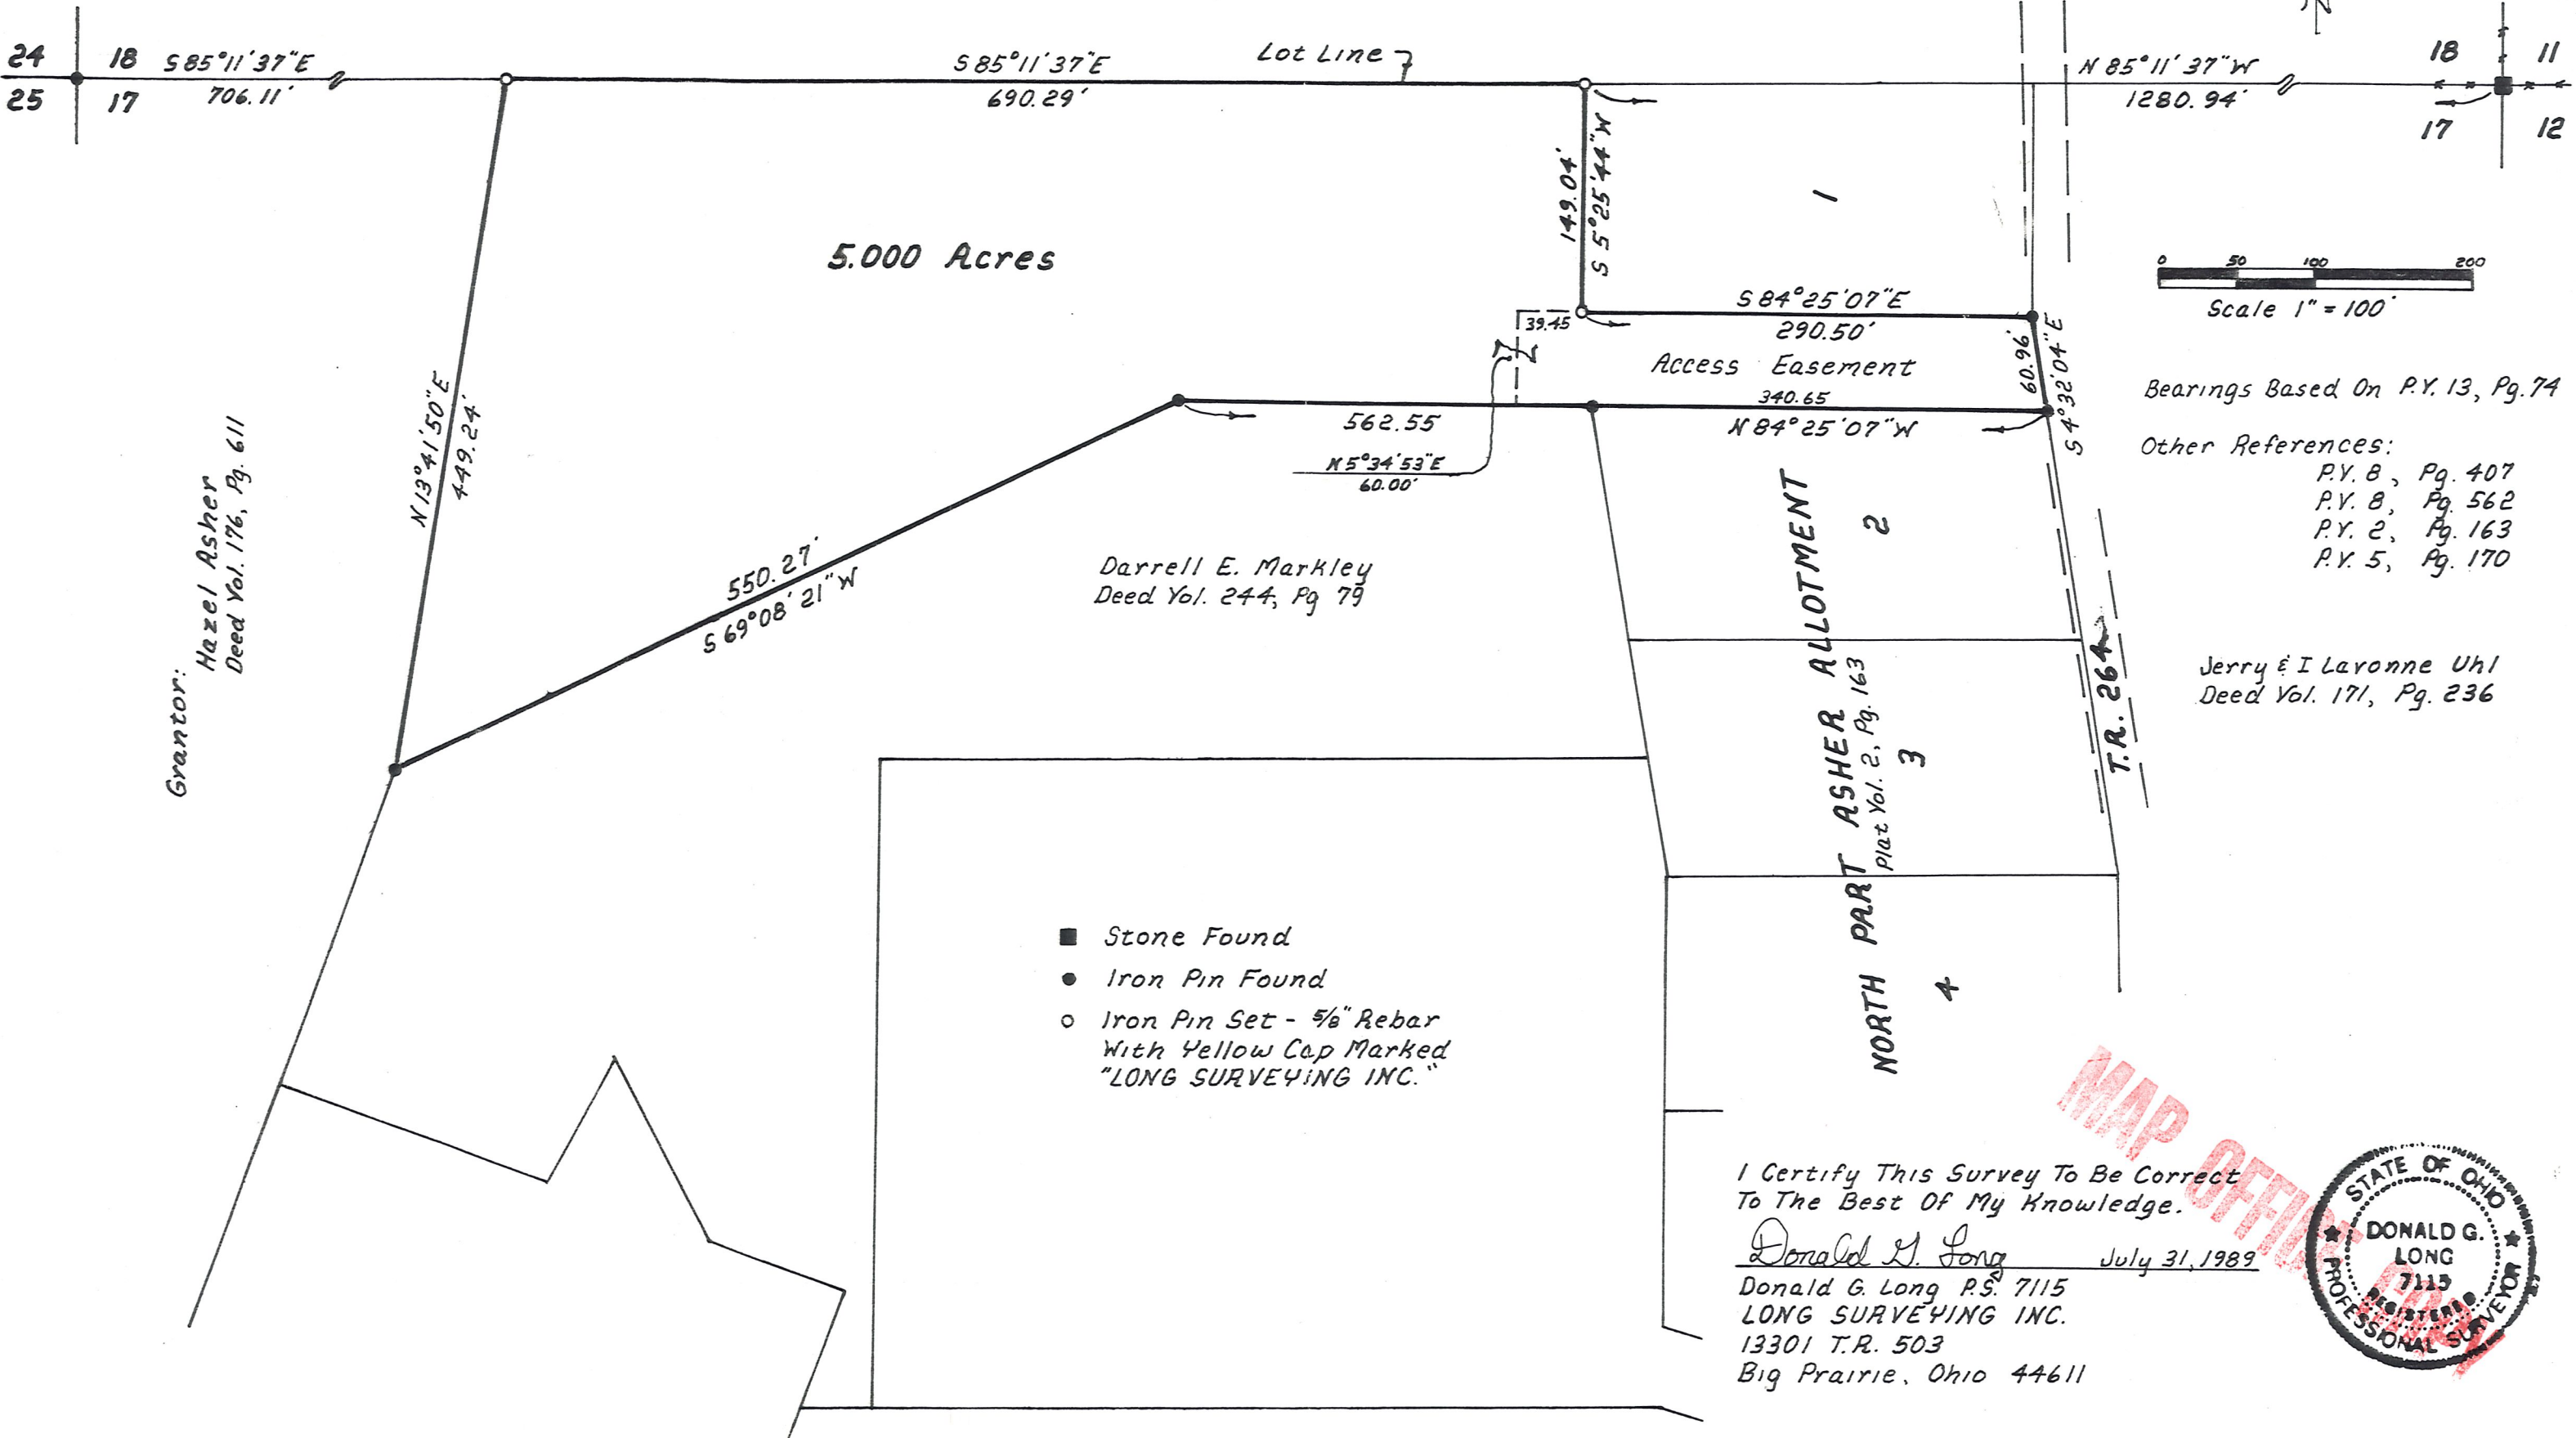 24
18
25
17
S 85° 11' 37" E
706.11'
S 85° 11' 37" E
690.29'
Lot Line
N 85° 11' 37" W
1280.94'
18
11
17
12
149.04'
S 5° 25' 44" W
1
5.000 Acres
0 50 100 200
Scale 1" = 100'
S 84° 25' 07" E
290.50'
39.45
Access Easement
60.96'
S 4° 32' 04" E
340.65
N 84° 25' 07" W
562.55
N 5° 34' 53" E
60.00'
Bearings Based On P.V. 13, Pg. 74
Other References:
P.V. 8, Pg. 407
P.V. 8, Pg. 562
P.V. 2, Pg. 163
P.V. 5, Pg. 170
N 13° 41' 50" E
449.24'
Grantor:
Hazel Asher
Deed Vol. 176, Pg. 611
550.27'
S 69° 08' 21" W
Darrell E. Markley
Deed Vol. 244, Pg 79
NORTH PART ASHER ALLOTMENT
Plat Vol. 2, Pg. 163
2
3
4
T.R. 264
Jerry & I Lavonne Uhl
Deed Vol. 171, Pg. 236
Stone Found
Iron Pin Found
Iron Pin Set - 5/8" Rebar
With Yellow Cap Marked
"LONG SURVEYING INC."
MAP OFFICE COPY
I Certify This Survey To Be Correct
To The Best Of My Knowledge.
Donald G. Long July 31, 1989
Donald G. Long P.S. 7115
LONG SURVEYING INC.
13301 T.R. 503
Big Prairie, Ohio 44611
STATE OF OHIO
DONALD G.
LONG
7115
REGISTERED
PROFESSIONAL SURVEYOR